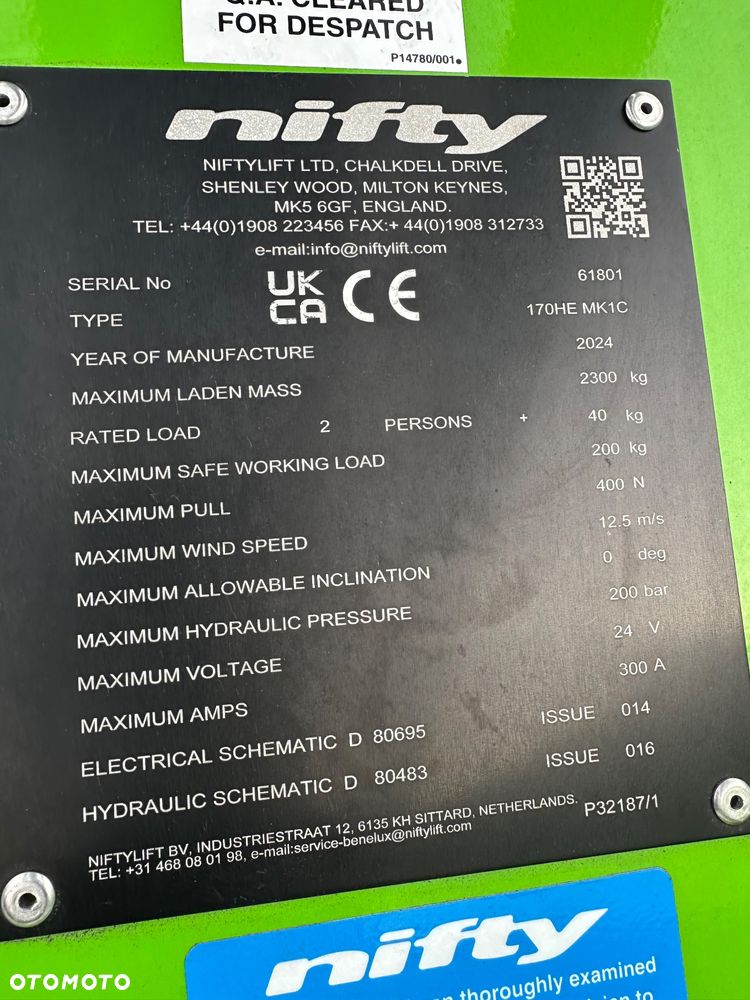 Q.A. CLEARED
FOR DESPATCH
P14780/001
nifty
NIFTYLIFT LTD, CHALKDELL DRIVE,
SHENLEY WOOD, MILTON KEYNES,
MK5 6GF, ENGLAND.
TEL: +44(0)1908 223456 FAX:+ 44(0)1908 312733
e-mail:info@niftylift.com
SERIAL No 61801
UK
CA CE
TYPE 170HE MK1C
YEAR OF MANUFACTURE 2024
MAXIMUM LADEN MASS 2300 kg
RATED LOAD 2 PERSONS + 40 kg
MAXIMUM SAFE WORKING LOAD 200 kg
MAXIMUM PULL 400 N
MAXIMUM WIND SPEED 12.5 m/s
MAXIMUM ALLOWABLE INCLINATION 0 deg
MAXIMUM HYDRAULIC PRESSURE 200 bar
MAXIMUM VOLTAGE 24 V
MAXIMUM AMPS 300 A
ELECTRICAL SCHEMATIC D 80695 ISSUE 014
HYDRAULIC SCHEMATIC D 80483 ISSUE 016
NIFTYLIFT BV, INDUSTRIESTRAAT 12, 6135 KH SITTARD, NETHERLANDS. P32187/1
TEL: +31 468 08 01 98, e-mail:service-benelux@niftylift.com
nifty
thoroughly examined
to
OTOMOTO